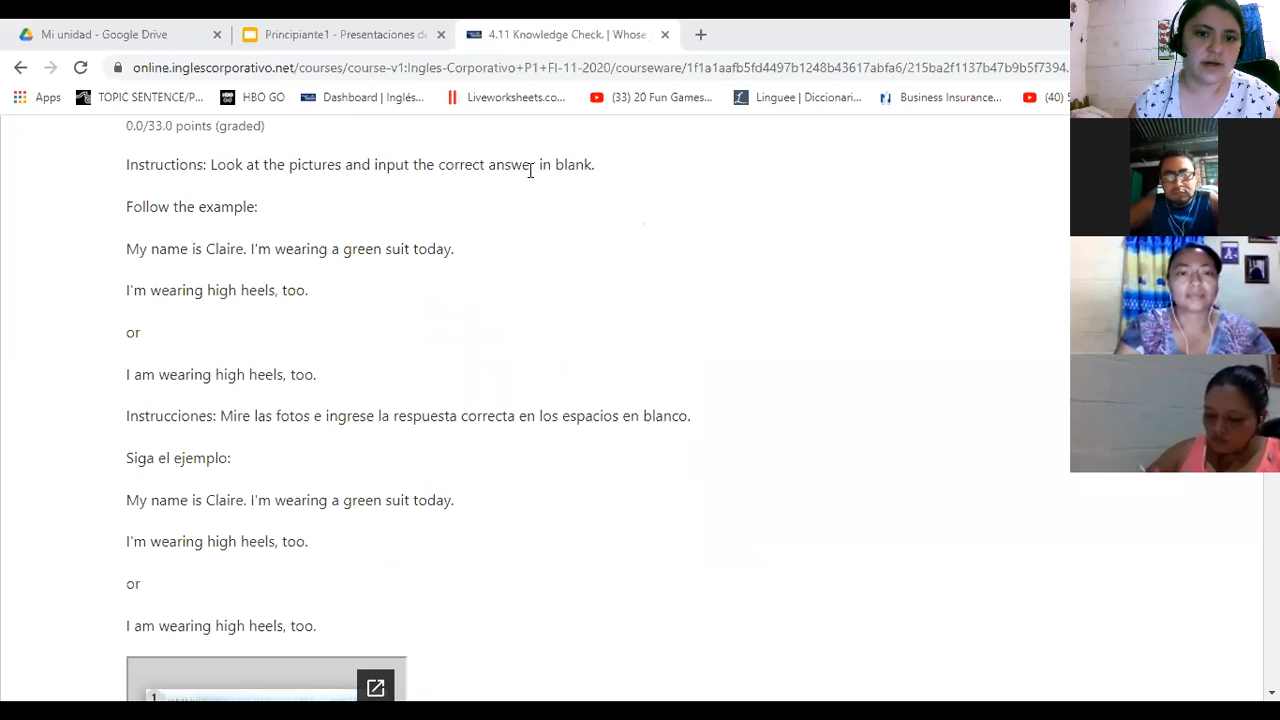 Mi unidad - Google Drive
Principiante1 - Presentaciones de
4.11 Knowledge Check. | Whose
online.inglescorporativo.net/courses/course-v1:Ingles-Corporativo+P1+FI-11-2020/courseware/1f1a1aafb5fd4497b1248b43617abfa6/215ba2f1137b47b9b5f7394.
Apps
TOPIC SENTENCE/P...
HBO GO
Dashboard | Inglés...
Liveworksheets.co...
(33) 20 Fun Games...
Linguee | Diccionari...
Business Insurance...
(40)
0.0/33.0 points (graded)
Instructions: Look at the pictures and input the correct answer in blank.
Follow the example:
My name is Claire. I'm wearing a green suit today.
I'm wearing high heels, too.
or
I am wearing high heels, too.
Instrucciones: Mire las fotos e ingrese la respuesta correcta en los espacios en blanco.
Siga el ejemplo:
My name is Claire. I'm wearing a green suit today.
I'm wearing high heels, too.
or
I am wearing high heels, too.
1